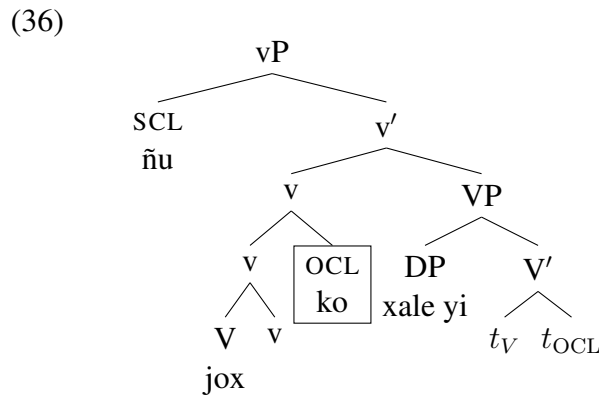 (36)
vP
SCL v′
ñu
v VP
v OCL DP V′
ko xale yi
V v t_V t_OCL
jox